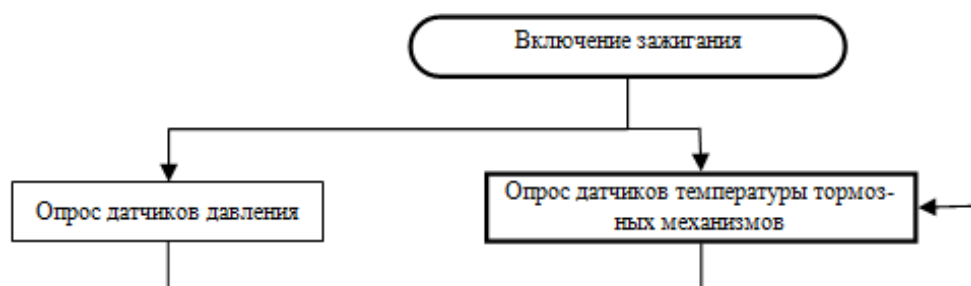 Включение зажигания
Опрос датчиков давления
Опрос датчиков температуры тормоз-
ных механизмов